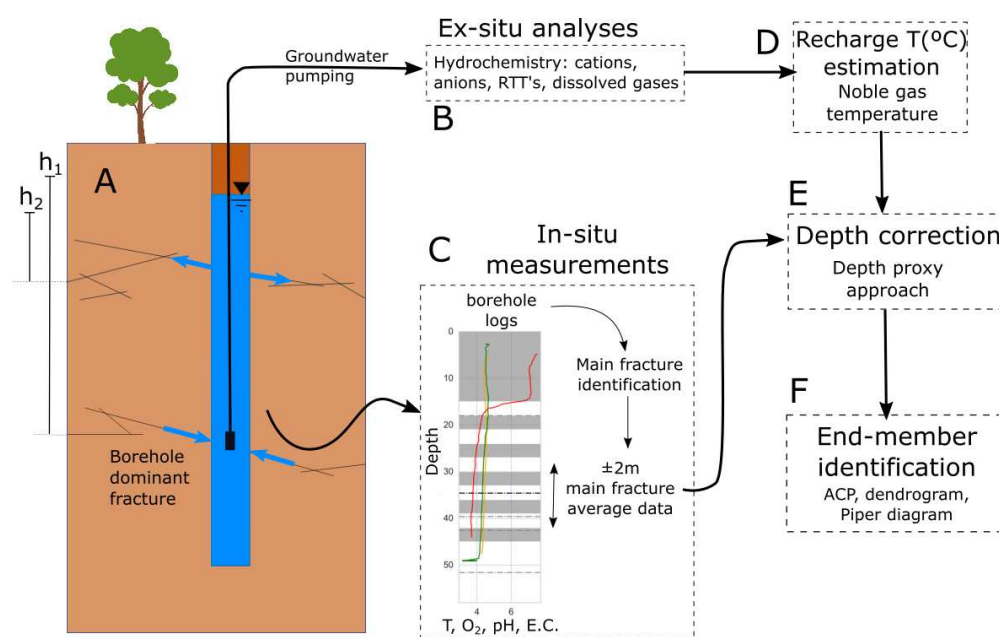 Groundwater
pumping
Ex-situ analyses
Hydrochemistry: cations,
anions, RTT's, dissolved gases
B
D
Recharge T(ºC)
estimation
Noble gas
temperature
A
h1
h2
Borehole
dominant
fracture
C
In-situ
measurements
borehole
logs
Main fracture
identification
±2m
main fracture
average data
Depth
0
10
20
30
40
50
4
6
T, O2, pH, E.C.
E
Depth correction
Depth proxy
approach
F
End-member
identification
ACP, dendrogram,
Piper diagram